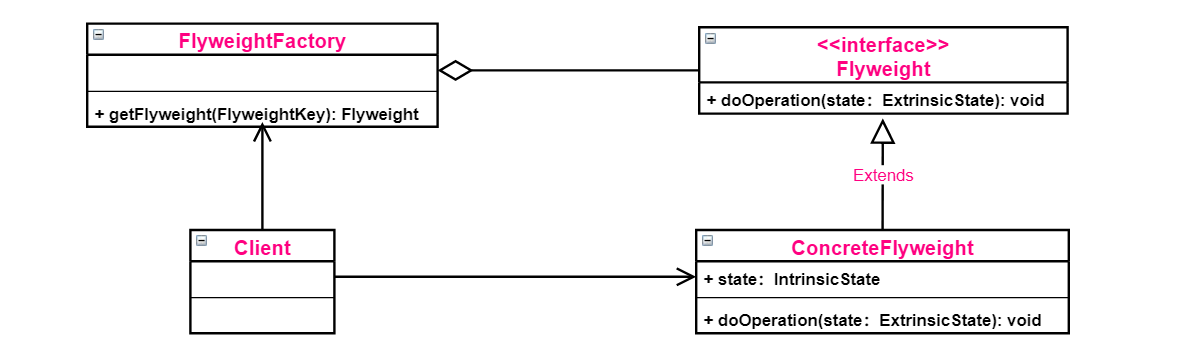 FlyweightFactory
+ getFlyweight(FlyweightKey): Flyweight
<<interface>>
Flyweight
+ doOperation(state：ExtrinsicState): void
Extends
Client
ConcreteFlyweight
+ state：IntrinsicState
+ doOperation(state：ExtrinsicState): void